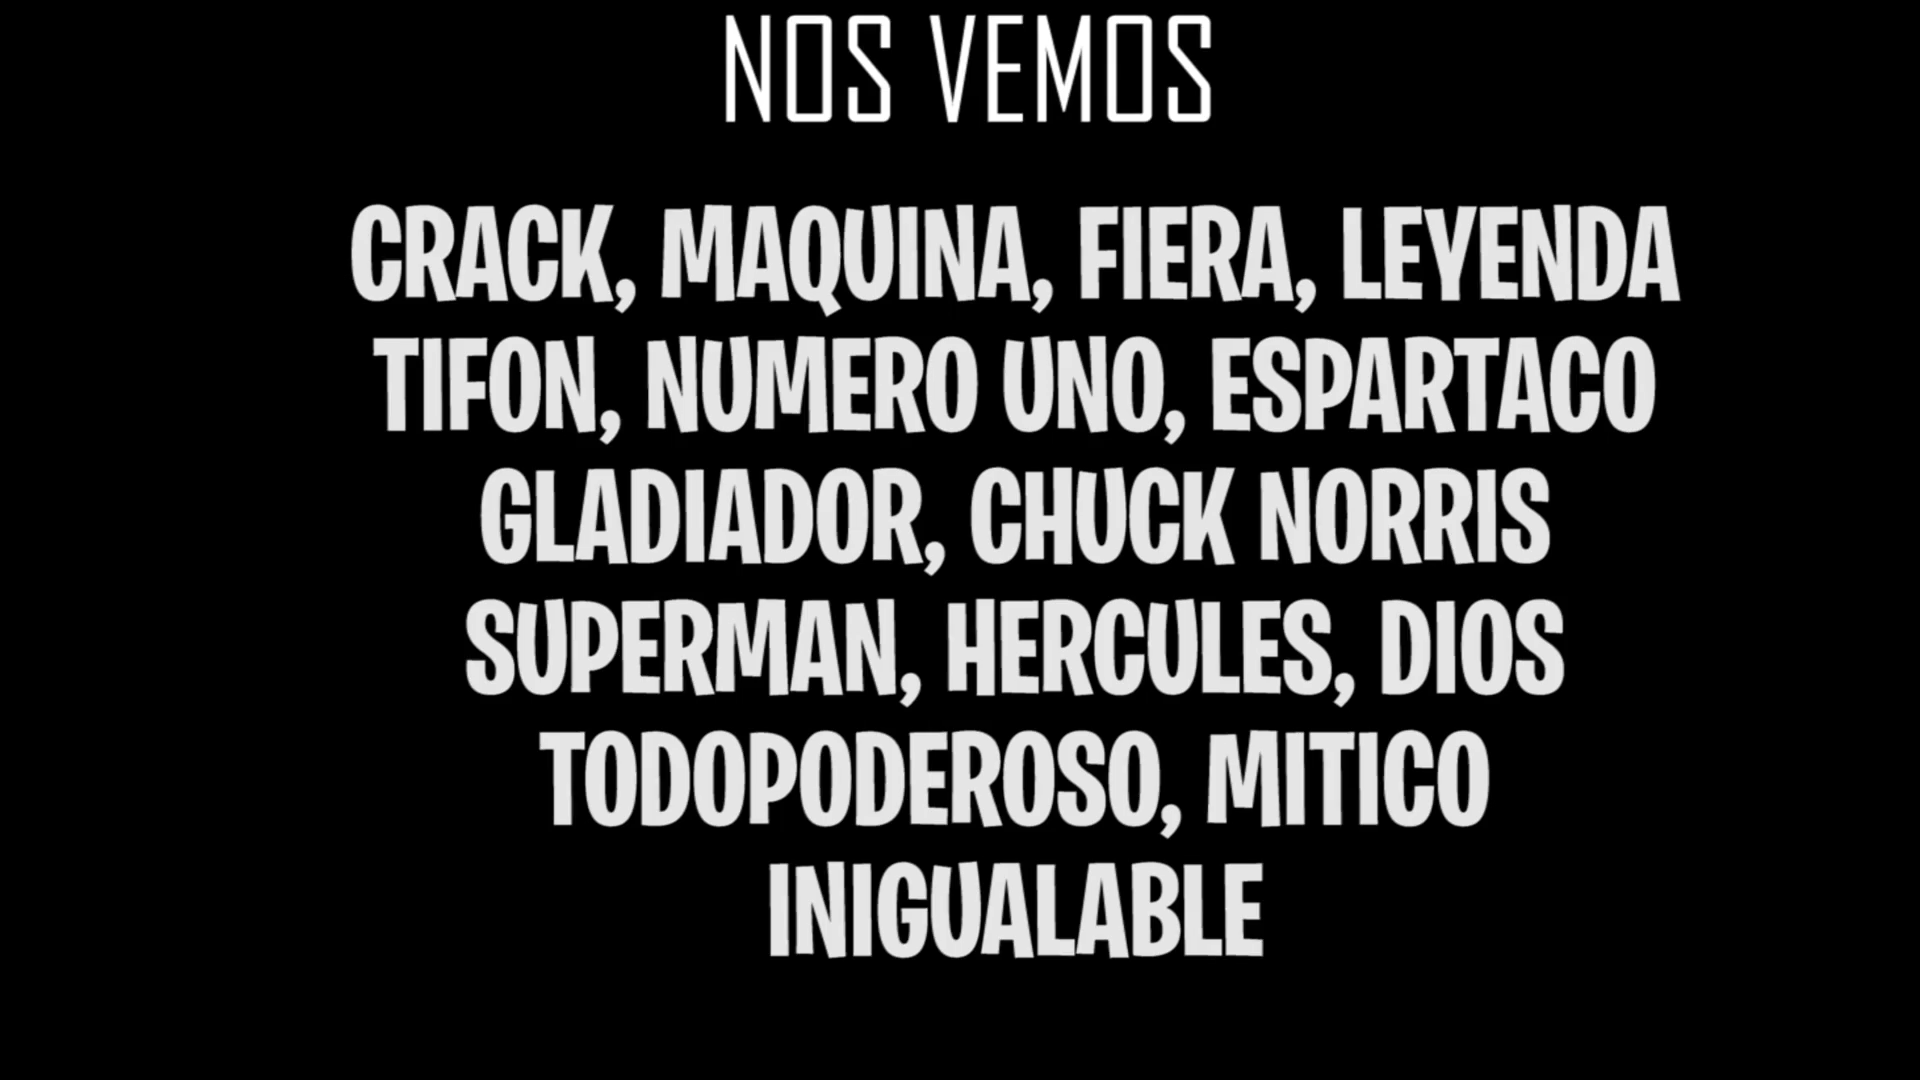 NOS VEMOS
CRACK, MAQUINA, FIERA, LEYENDA
TIFON, NUMERO UNO, ESPARTACO
GLADIADOR, CHUCK NORRIS
SUPERMAN, HERCULES, DIOS
TODOPODEROSO, MITICO
INIGUALABLE